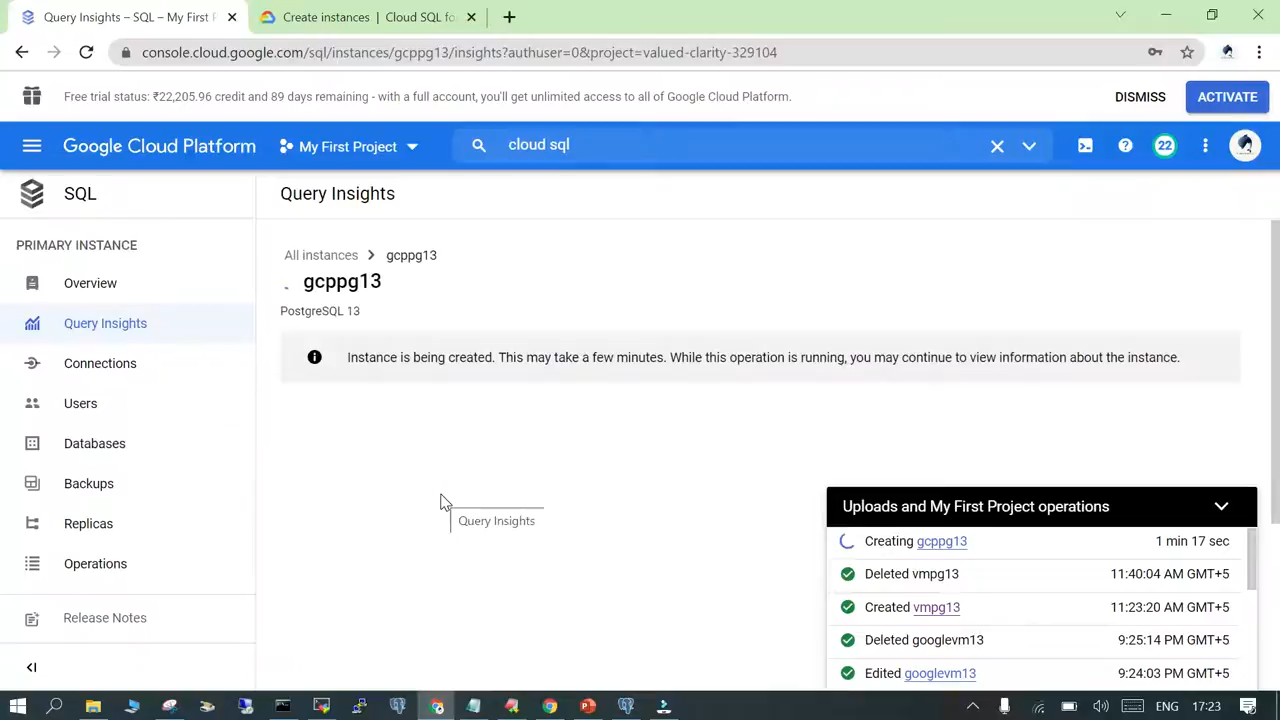 Query Insights – SQL – My First P
Create instances | Cloud SQL fo
console.cloud.google.com/sql/instances/gcppg13/insights?authuser=0&project=valued-clarity-329104
Free trial status: ₹22,205.96 credit and 89 days remaining - with a full account, you'll get unlimited access to all of Google Cloud Platform.
DISMISS
ACTIVATE
Google Cloud Platform
My First Project
cloud sql
22
SQL
Query Insights
PRIMARY INSTANCE
Overview
Query Insights
Connections
Users
Databases
Backups
Replicas
Operations
Release Notes
All instances
gcppg13
gcppg13
PostgreSQL 13
Instance is being created. This may take a few minutes. While this operation is running, you may continue to view information about the instance.
Query Insights
Uploads and My First Project operations
Creating gcppg13 1 min 17 sec
Deleted vmpg13 11:40:04 AM GMT+5
Created vmpg13 11:23:20 AM GMT+5
Deleted googlevm13 9:25:14 PM GMT+5
Edited googlevm13 9:24:03 PM GMT+5
ENG
17:23